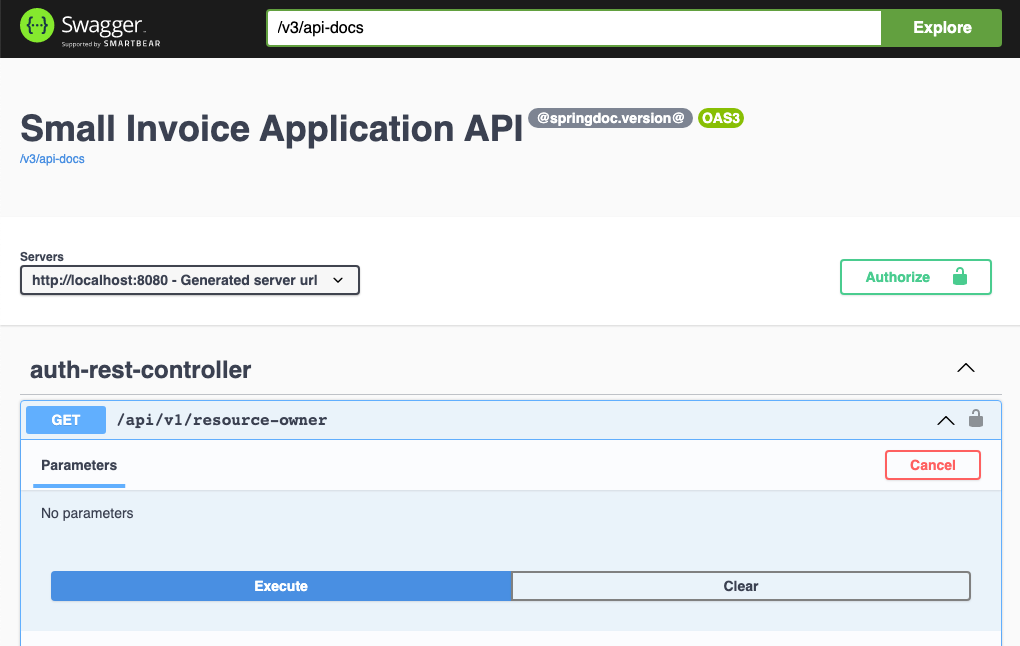 {···} Swagger.
Supported by SMARTBEAR
/v3/api-docs
Explore
Small Invoice Application API @springdoc.version@ OAS3
/v3/api-docs
Servers
http://localhost:8080 - Generated server url
Authorize
auth-rest-controller
GET /api/v1/resource-owner
Parameters
Cancel
No parameters
Execute
Clear